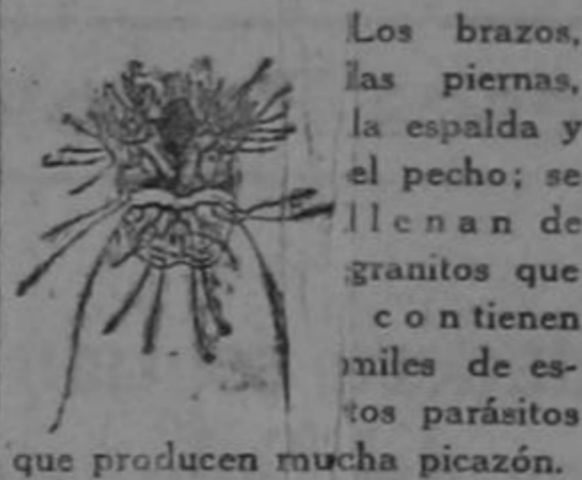 Los brazos,
las piernas,
la espalda y
el pecho; se
llenan de
granitos que
contienen
miles de es-
tos parásitos
que producen mucha picazón.